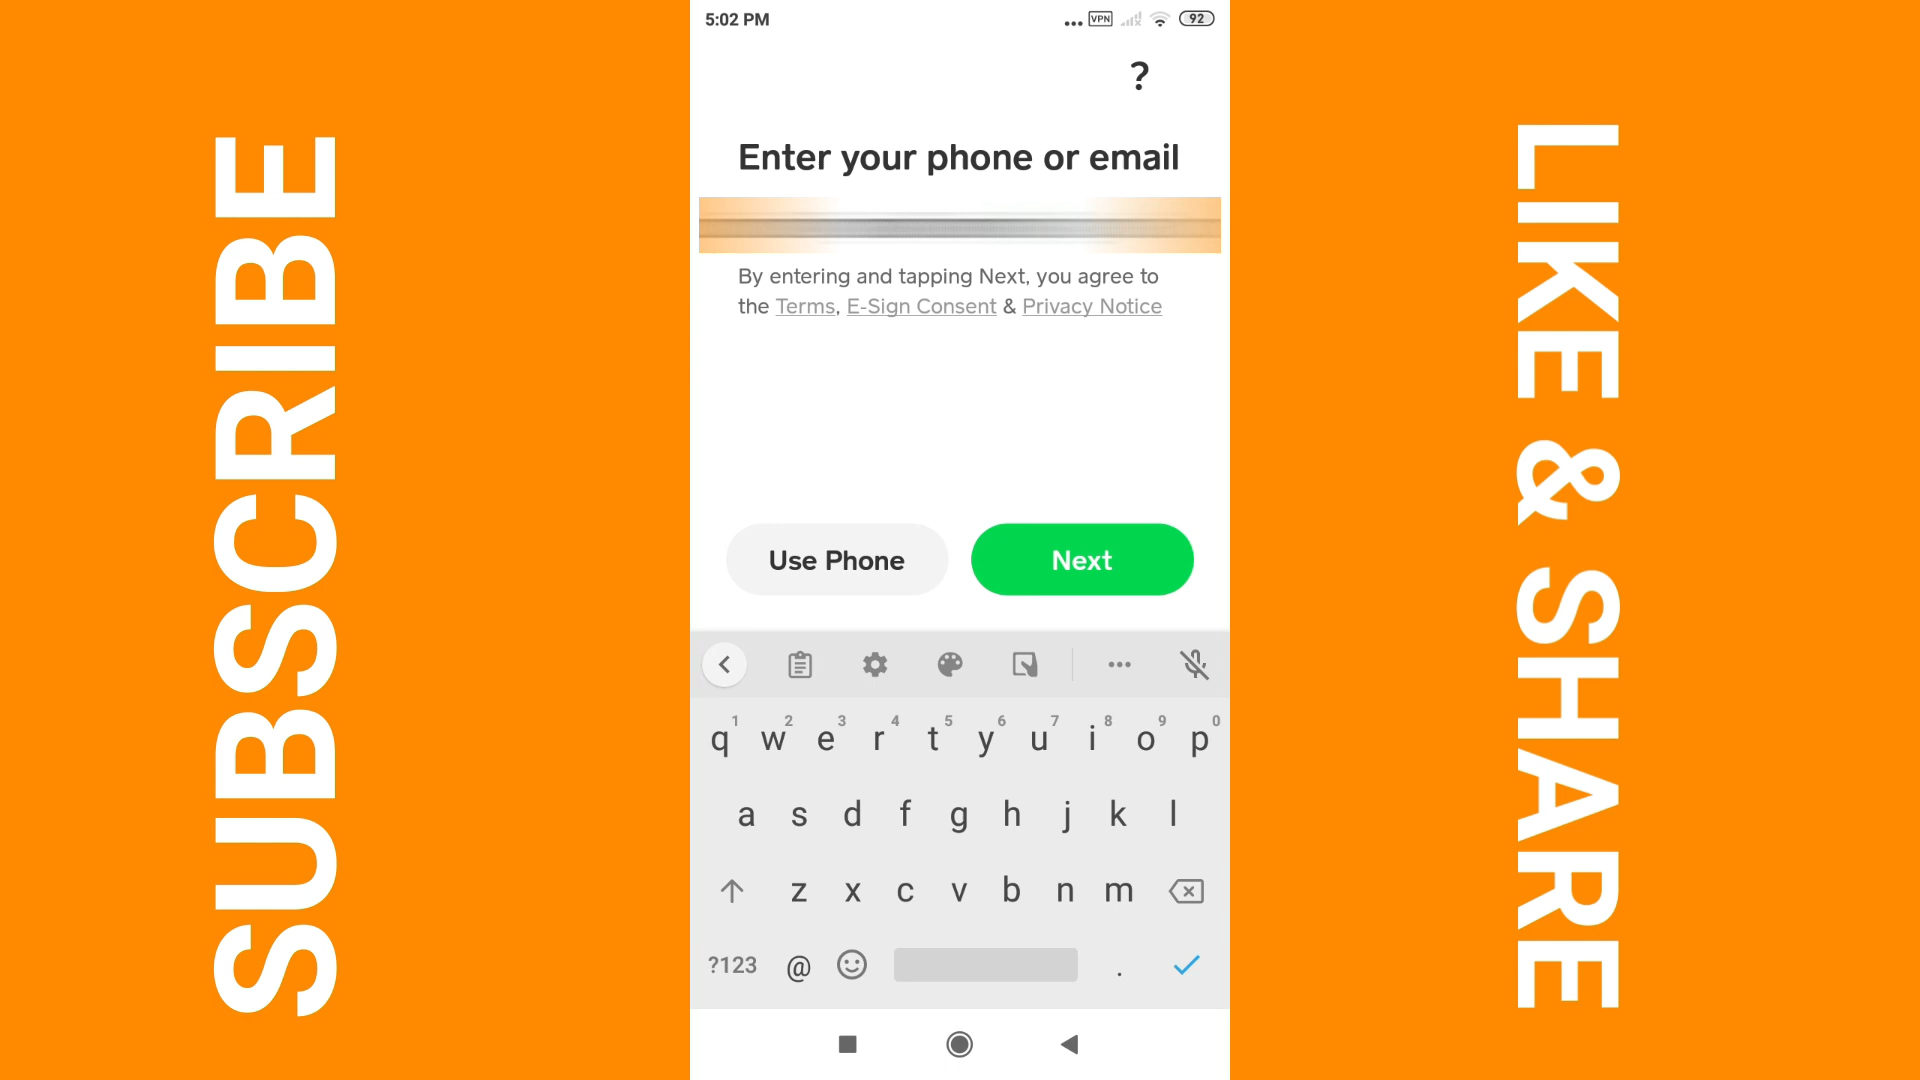 SUBSCRIBE
5:02 PM
VPN
92
?
Enter your phone or email
By entering and tapping Next, you agree to
the Terms, E-Sign Consent & Privacy Notice
Use Phone
Next
1 2 3 4 5 6 7 8 9 0
q w e r t y u i o p
a s d f g h j k l
z x c v b n m
?123 @ .
LIKE & SHARE